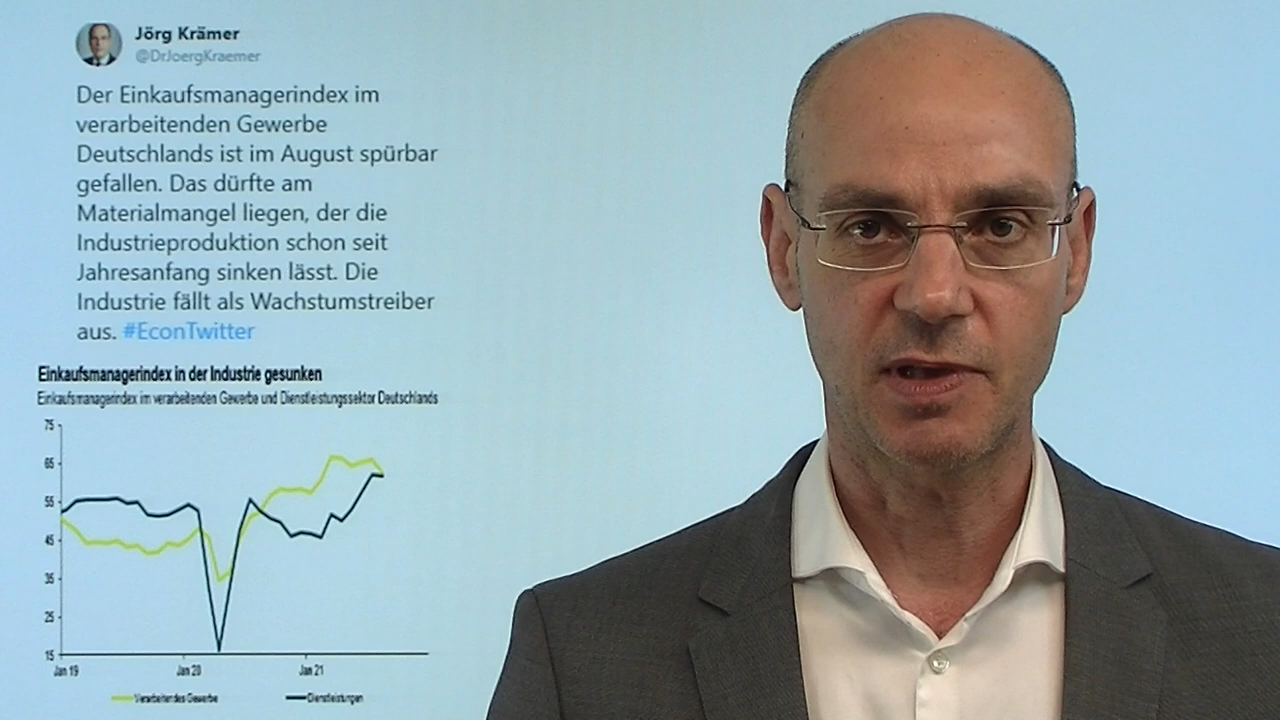 Jörg Krämer
@DrJoergKraemer
Der Einkaufsmanagerindex im
verarbeitenden Gewerbe
Deutschlands ist im August spürbar
gefallen. Das dürfte am
Materialmangel liegen, der die
Industrieproduktion schon seit
Jahresanfang sinken lässt. Die
Industrie fällt als Wachstumstreiber
aus. #EconTwitter
Einkaufsmanagerindex in der Industrie gesunken
Einkaufsmanagerindex im verarbeitenden Gewerbe und Dienstleistungssektor Deutschlands
75
65
55
45
35
25
15
Jan 19 Jan 20 Jan 21
Verarbeitendes Gewerbe Dienstleistungen